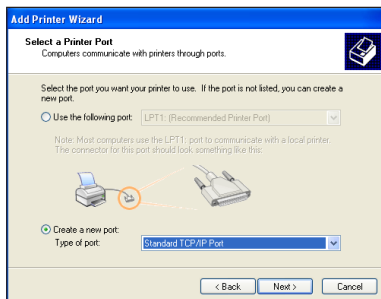 Add Printer Wizard
Select a Printer Port
Computers communicate with printers through ports.
Select the port you want your printer to use. If the port is not listed, you can create a
new port.
Use the following port: LPT1: (Recommended Printer Port)
Note: Most computers use the LPT1: port to communicate with a local printer.
The connector for this port should look something like this:
Create a new port:
Type of port: Standard TCP/IP Port
< Back Next > Cancel